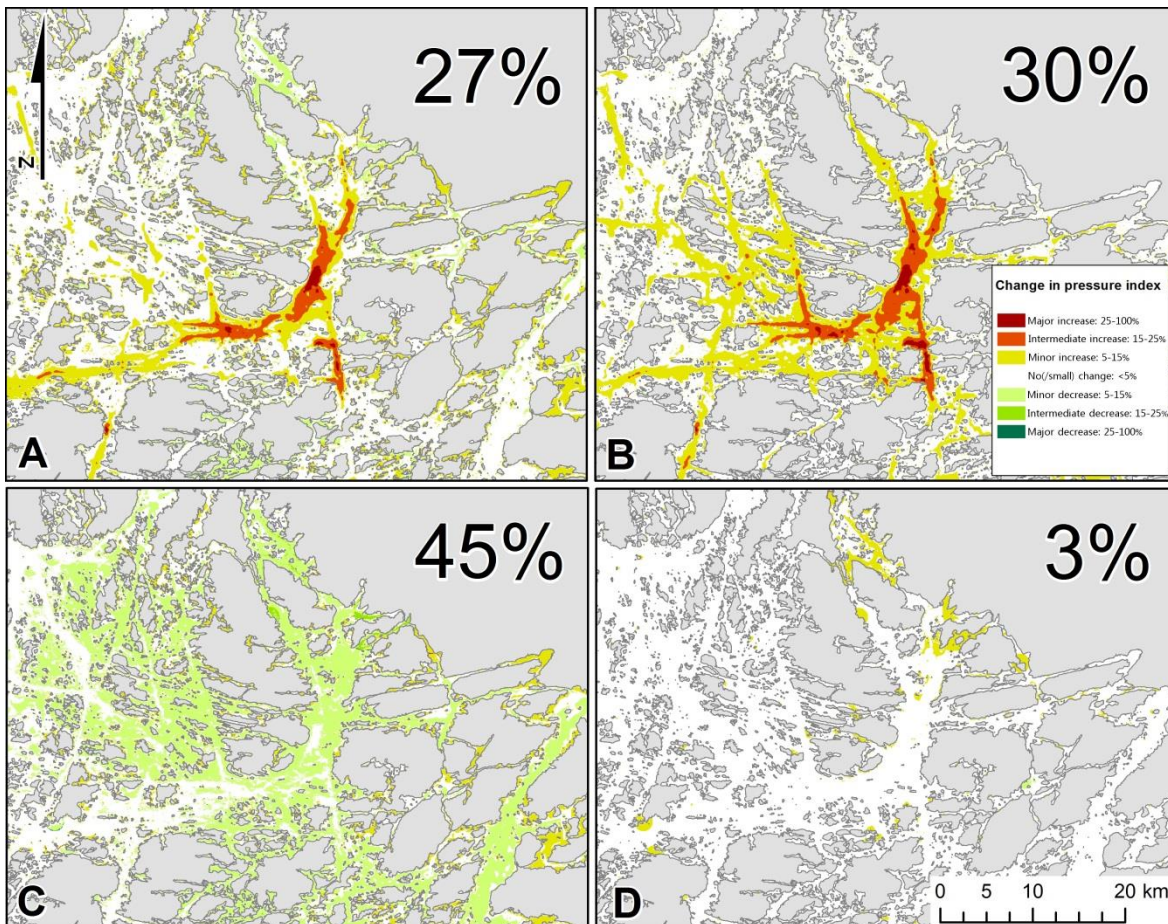 27%
30%
N
Change in pressure index
Major increase: 25-100%
Intermediate increase: 15-25%
Minor increase: 5-15%
No(/small) change: <5%
Minor decrease: 5-15%
Intermediate decrease: 15-25%
Major decrease: 25-100%
A
B
45%
3%
C
D
0 5 10 20 km